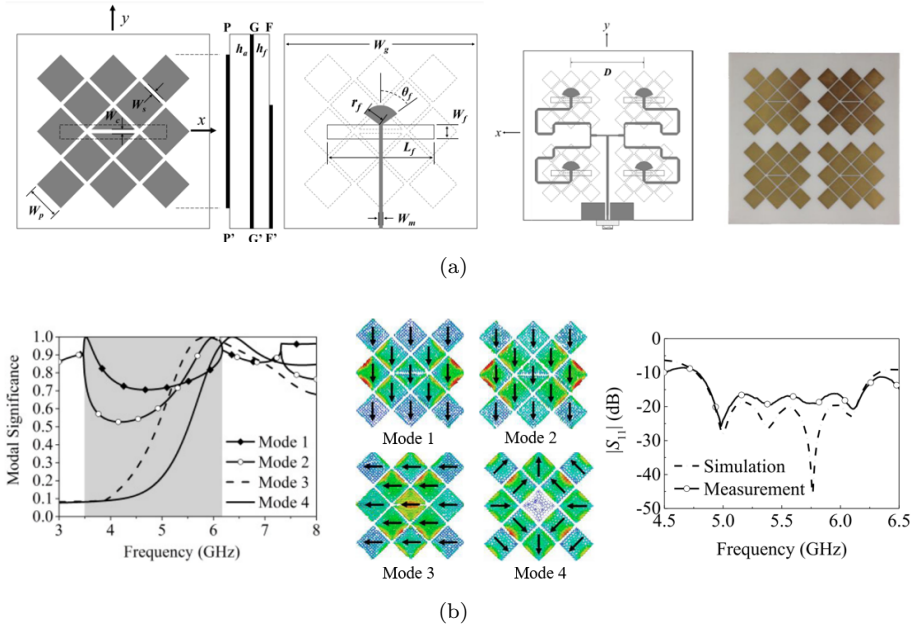 y
P G F
h_a h_f
W_g
W_s
W_c
x
W_p
P' G' F'
θ_f
r_f
W_f
L_f
W_m
y
D
x
(a)
Modal Significance
1.0
0.9
0.8
0.7
0.6
0.5
0.4
0.3
0.2
0.1
0.0
3 4 5 6 7 8
Frequency (GHz)
Mode 1
Mode 2
Mode 3
Mode 4
Mode 1 Mode 2
Mode 3 Mode 4
|S11| (dB)
0
-10
-20
-30
-40
-50
Simulation
Measurement
4.5 5.0 5.5 6.0 6.5
Frequency (GHz)
(b)